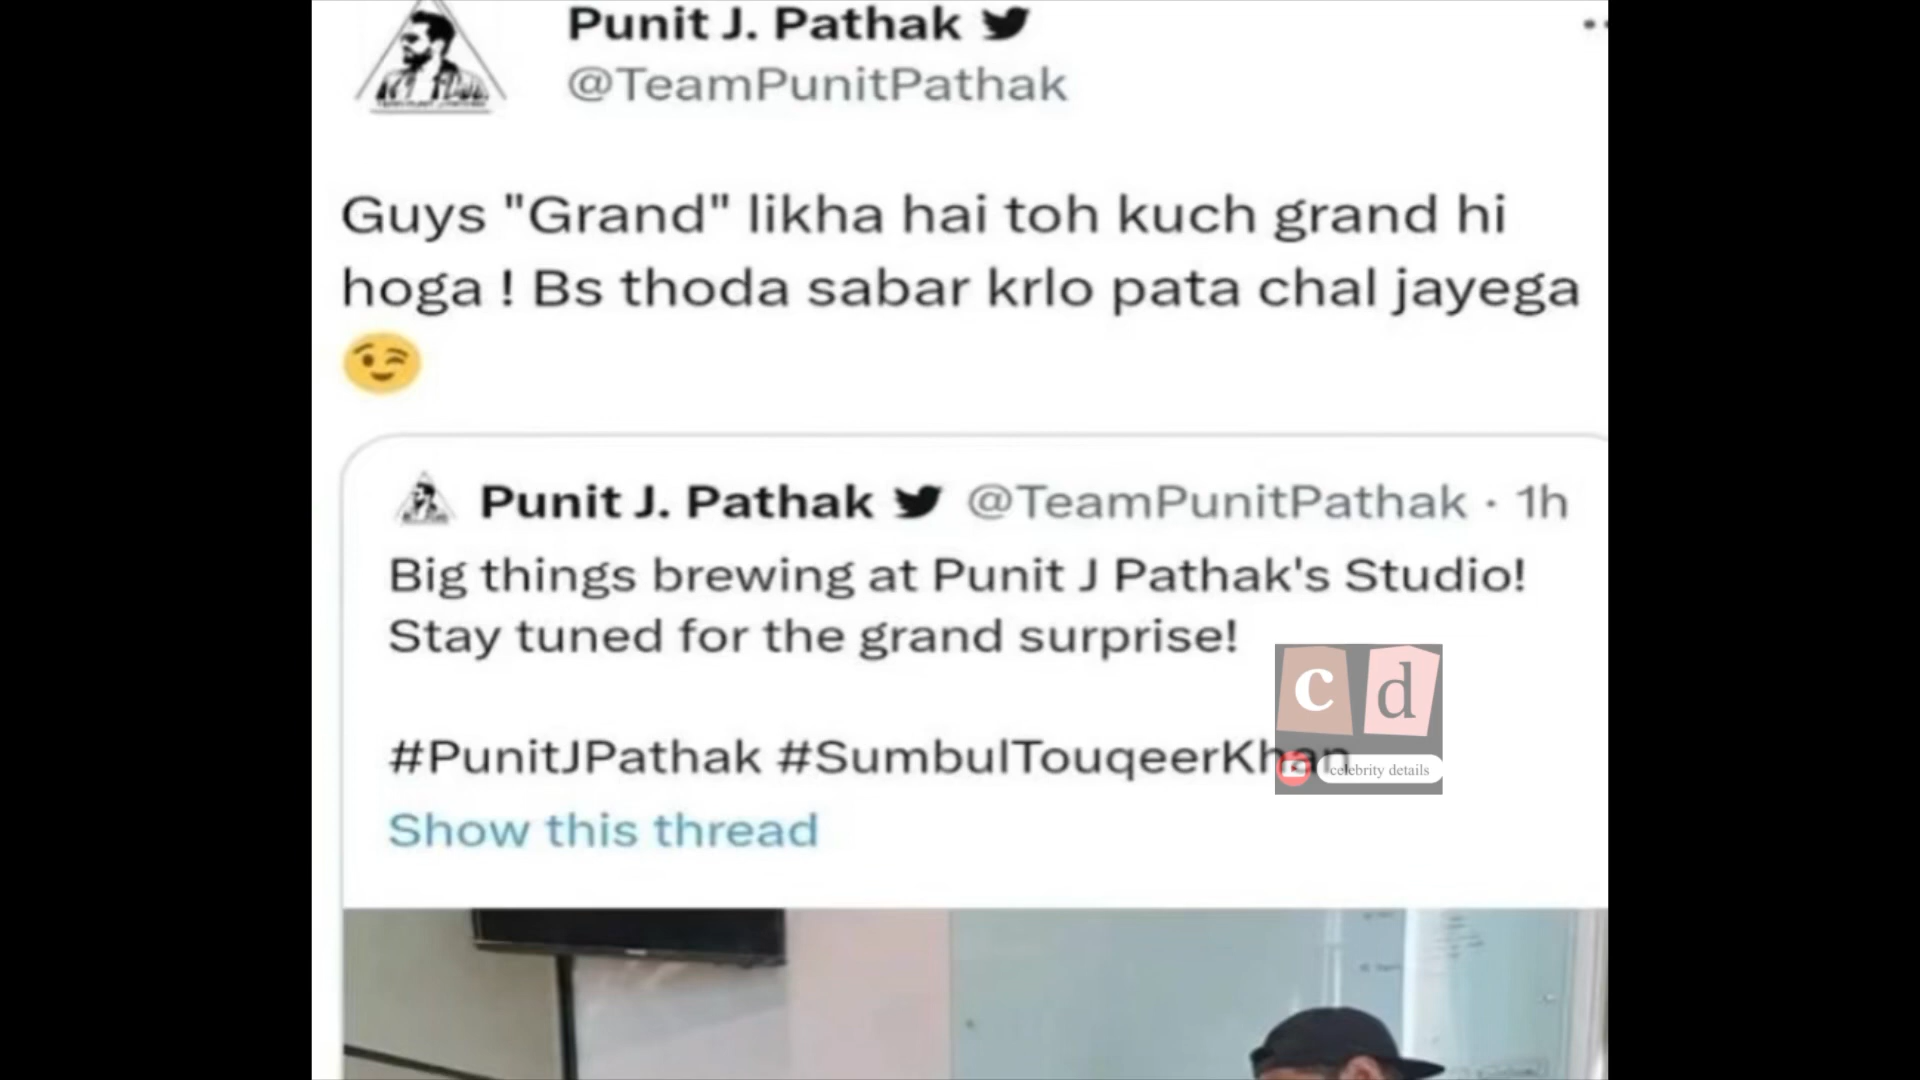 Punit J. Pathak
@TeamPunitPathak
Guys "Grand" likha hai toh kuch grand hi
hoga ! Bs thoda sabar krlo pata chal jayega
😉
Punit J. Pathak @TeamPunitPathak · 1h
Big things brewing at Punit J Pathak's Studio!
Stay tuned for the grand surprise!
c d
#PunitJPathak #SumbulTouqeerKhan
celebrity details
Show this thread